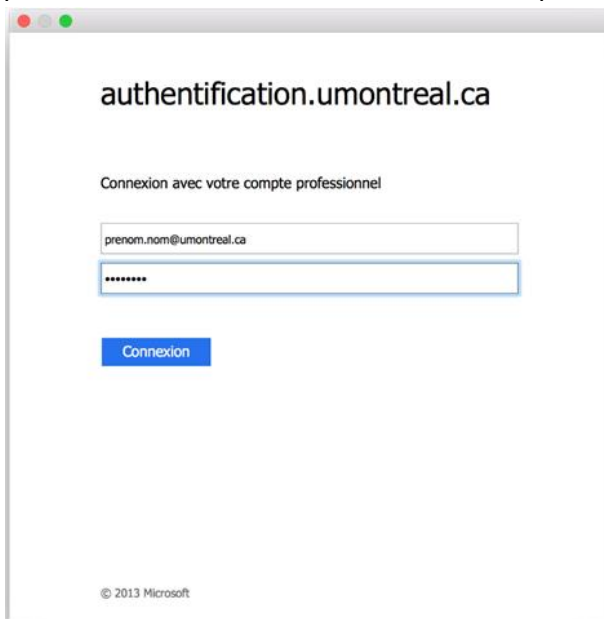 authentification.umontreal.ca
Connexion avec votre compte professionnel
prenom.nom@umontreal.ca
••••••••
Connexion
© 2013 Microsoft